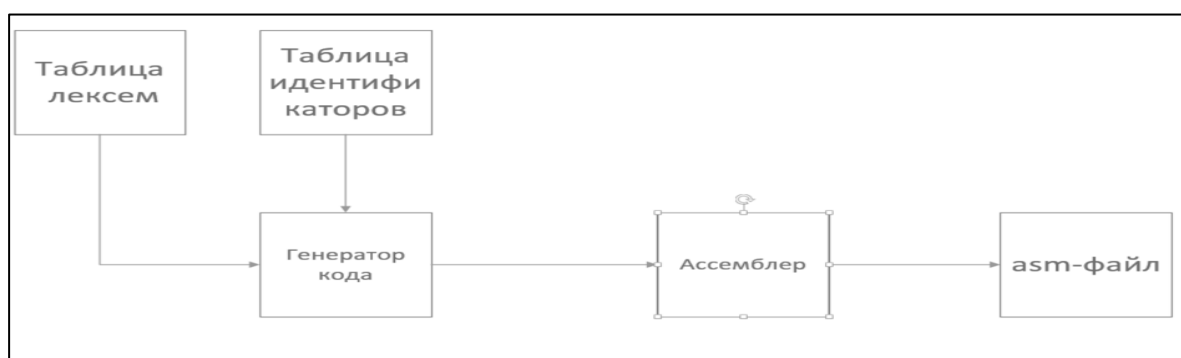 Таблица
лексем
Таблица
идентифи
каторов
Генератор
кода
Ассемблер
asm-файл